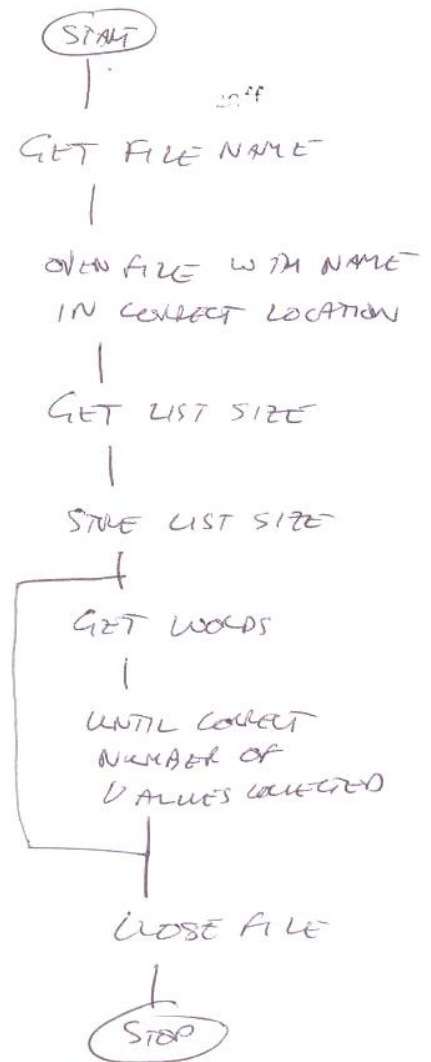 START
GET FILE NAME
OPEN FILE WITH NAME
IN CORRECT LOCATION
GET LIST SIZE
STORE LIST SIZE
GET WORDS
UNTIL CORRECT
NUMBER OF
VALUES COLLECTED
CLOSE FILE
STOP